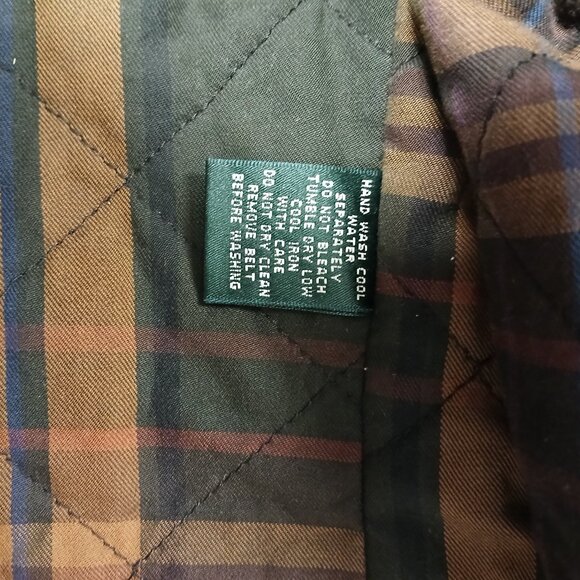 HAND WASH COOL
WATER
SEPARATELY
DO NOT BLEACH
TUMBLE DRY LOW
COOL IRON
WITH CARE
DO NOT DRY CLEAN
REMOVE BELT
BEFORE WASHING